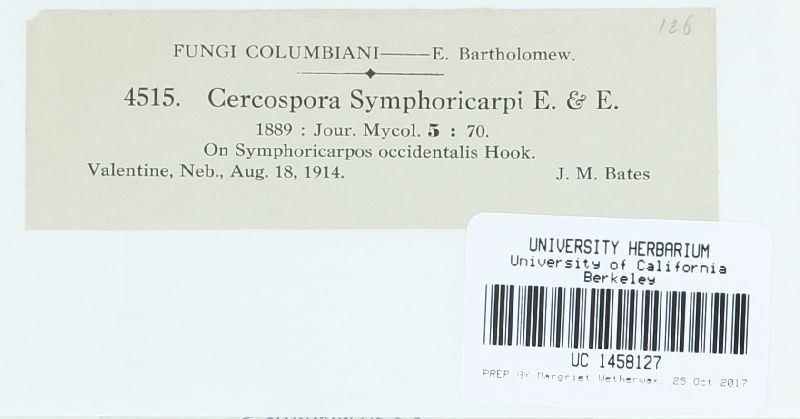 126
FUNGI COLUMBIANI——E. Bartholomew.
4515. Cercospora Symphoricarpi E. & E.
1889 : Jour. Mycol. 5 : 70.
On Symphoricarpos occidentalis Hook.
Valentine, Neb., Aug. 18, 1914. J. M. Bates
UNIVERSITY HERBARIUM
University of California
Berkeley
UC 1458127
PREP BY Margriet Wetherwax, 25 Oct 2017